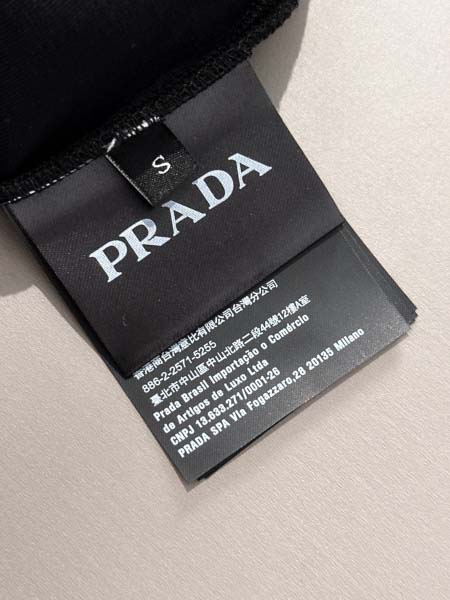 S
PRADA
香港商台灣普比有限公司台灣分公司
886-2-2571-5255
臺北市中山區中山北路二段44號12樓A室
Prada Brasil Importação o Comércio
de Artigos de Luxo Ltda
CNPJ 13.633.271/0001-26
PRADA SPA Via Fogazzaro,28 20135 Milano